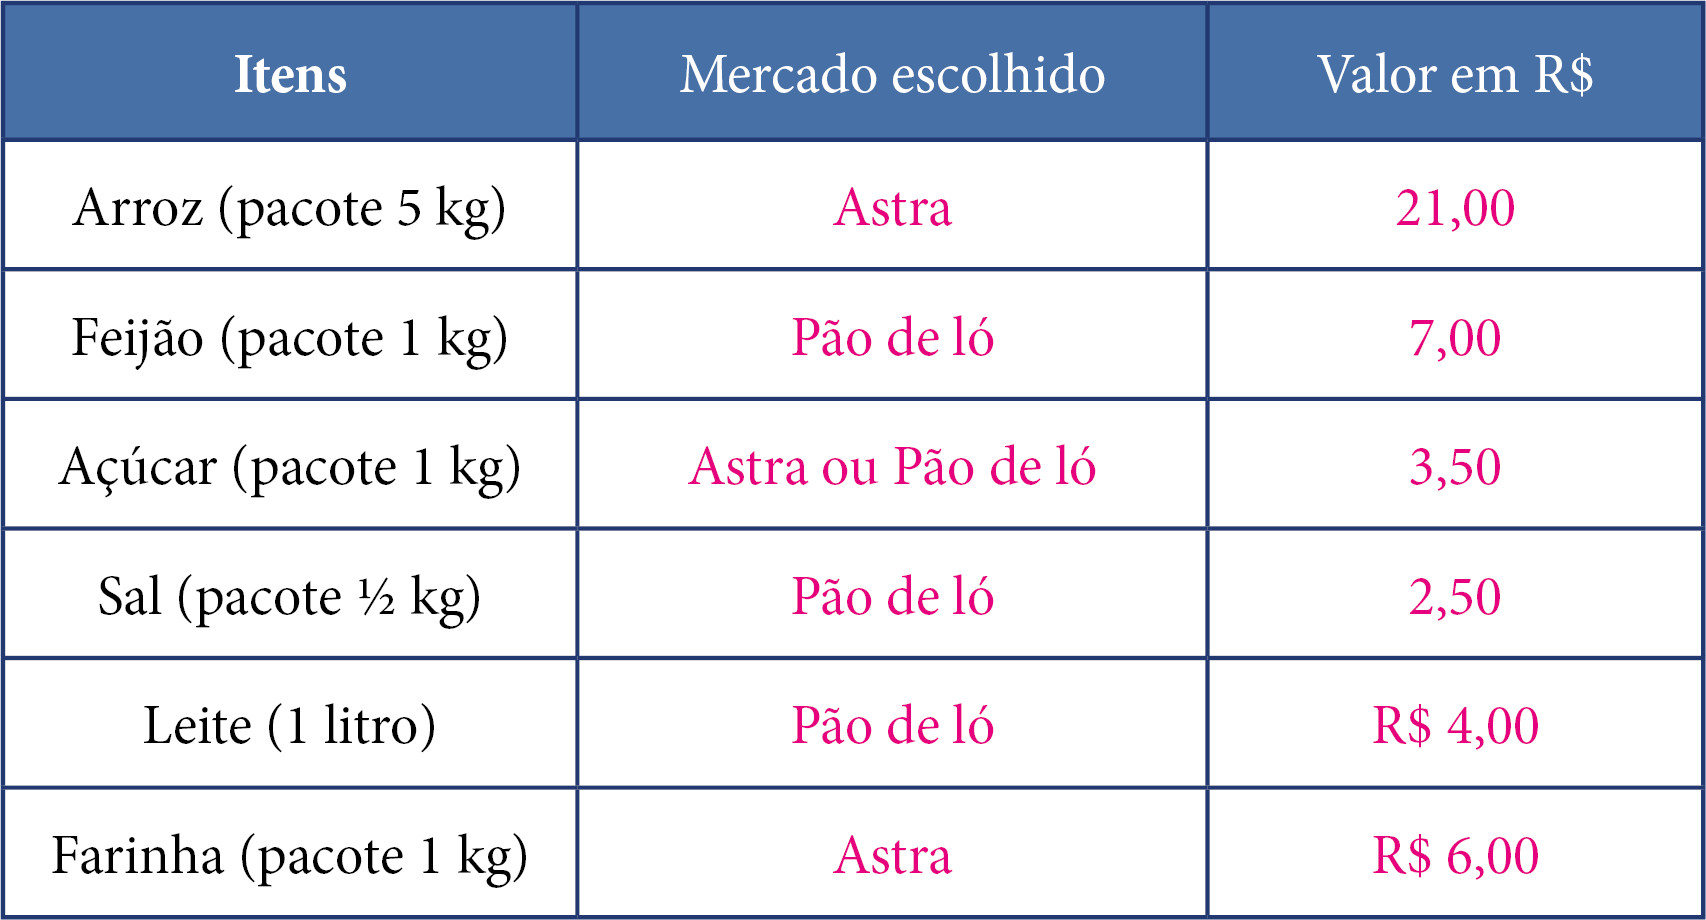 Itens Mercado escolhido Valor em R$
Arroz (pacote 5 kg) Astra 21,00
Feijão (pacote 1 kg) Pão de ló 7,00
Açúcar (pacote 1 kg) Astra ou Pão de ló 3,50
Sal (pacote ½ kg) Pão de ló 2,50
Leite (1 litro) Pão de ló R$ 4,00
Farinha (pacote 1 kg) Astra R$ 6,00